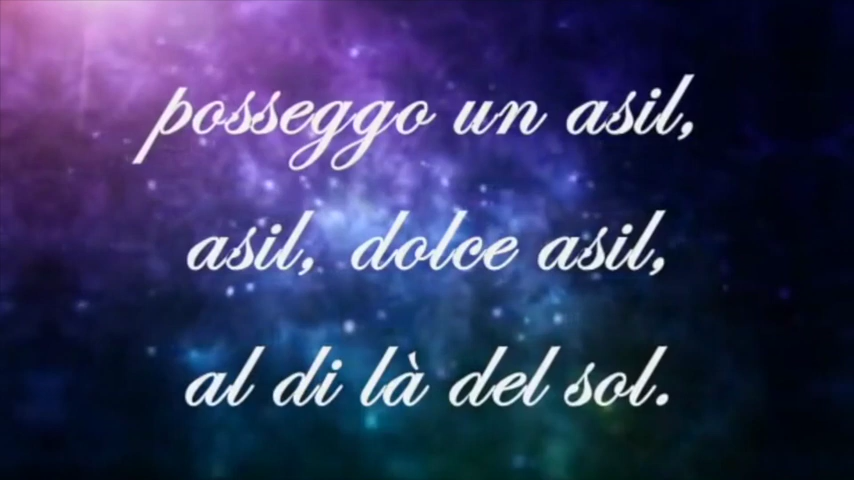 posseggo un asil,
asil, dolce asil,
al di là del sol.